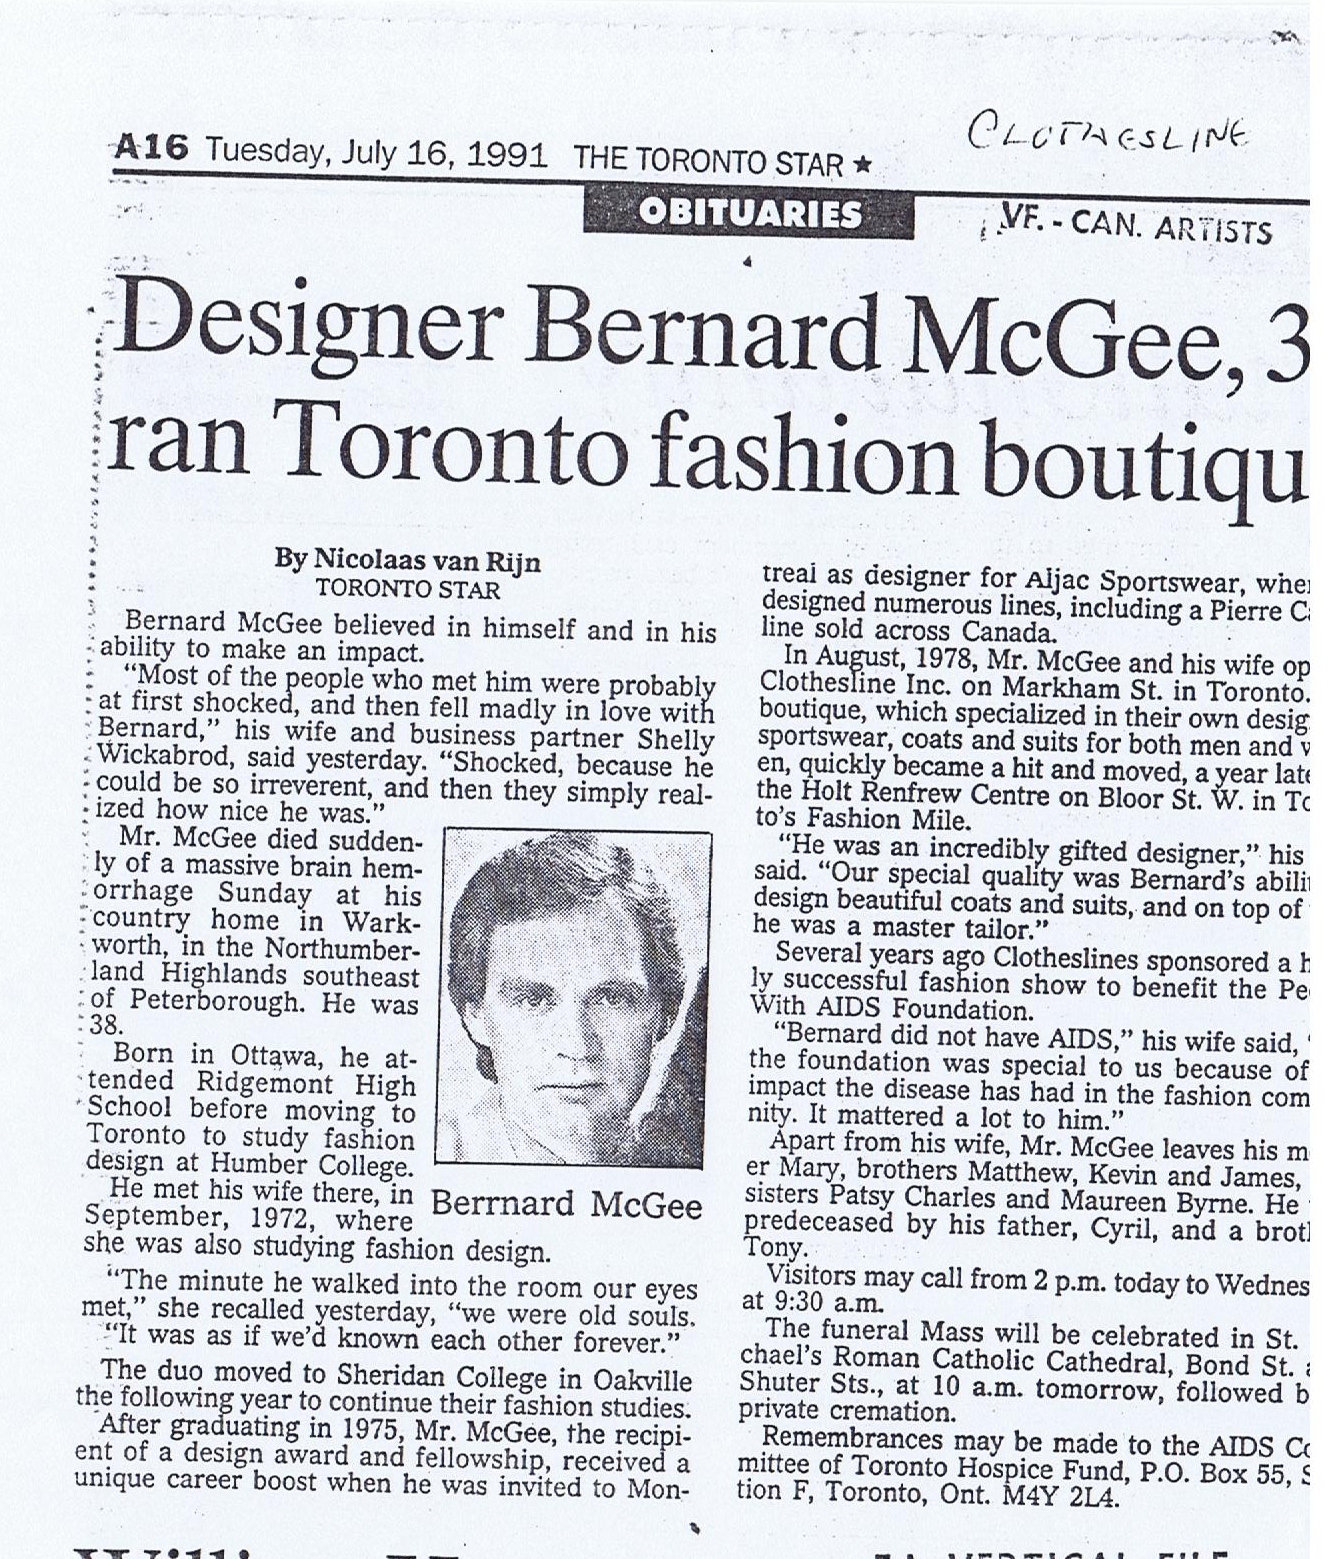 CLOTHESLINE
A16 Tuesday, July 16, 1991 THE TORONTO STAR ★
OBITUARIES
VF. - CAN. ARTISTS
Designer Bernard McGee, 3
ran Toronto fashion boutiqu
By Nicolaas van Rijn
TORONTO STAR
Bernard McGee believed in himself and in his
ability to make an impact.
“Most of the people who met him were probably
at first shocked, and then fell madly in love with
Bernard,” his wife and business partner Shelly
Wickabrod, said yesterday. “Shocked, because he
could be so irreverent, and then they simply real-
ized how nice he was.”
Mr. McGee died sudden-
ly of a massive brain hem-
orrhage Sunday at his
country home in Wark-
worth, in the Northumber-
land Highlands southeast
of Peterborough. He was
38.
Born in Ottawa, he at-
tended Ridgemont High
School before moving to
Toronto to study fashion
design at Humber College.
He met his wife there, in
September, 1972, where
she was also studying fashion design.
Berrnard McGee
“The minute he walked into the room our eyes
met,” she recalled yesterday, “we were old souls.
“It was as if we’d known each other forever.”
The duo moved to Sheridan College in Oakville
the following year to continue their fashion studies.
After graduating in 1975, Mr. McGee, the recipi-
ent of a design award and fellowship, received a
unique career boost when he was invited to Mon-
treal as designer for Aljac Sportswear, wher
designed numerous lines, including a Pierre Ca
line sold across Canada.
In August, 1978, Mr. McGee and his wife op
Clothesline Inc. on Markham St. in Toronto.
boutique, which specialized in their own desig
sportswear, coats and suits for both men and w
en, quickly became a hit and moved, a year late
the Holt Renfrew Centre on Bloor St. W. in To
to’s Fashion Mile.
“He was an incredibly gifted designer,” his
said. “Our special quality was Bernard’s abilit
design beautiful coats and suits, and on top of
he was a master tailor.”
Several years ago Clotheslines sponsored a h
ly successful fashion show to benefit the Pe
With AIDS Foundation.
“Bernard did not have AIDS,” his wife said, “
the foundation was special to us because of
impact the disease has had in the fashion com
nity. It mattered a lot to him.”
Apart from his wife, Mr. McGee leaves his m
er Mary, brothers Matthew, Kevin and James,
sisters Patsy Charles and Maureen Byrne. He
predeceased by his father, Cyril, and a brot
Tony.
Visitors may call from 2 p.m. today to Wednes
at 9:30 a.m.
The funeral Mass will be celebrated in St.
chael’s Roman Catholic Cathedral, Bond St. a
Shuter Sts., at 10 a.m. tomorrow, followed b
private cremation.
Remembrances may be made to the AIDS Co
mittee of Toronto Hospice Fund, P.O. Box 55, S
tion F, Toronto, Ont. M4Y 2L4.
VERTICAL FILE